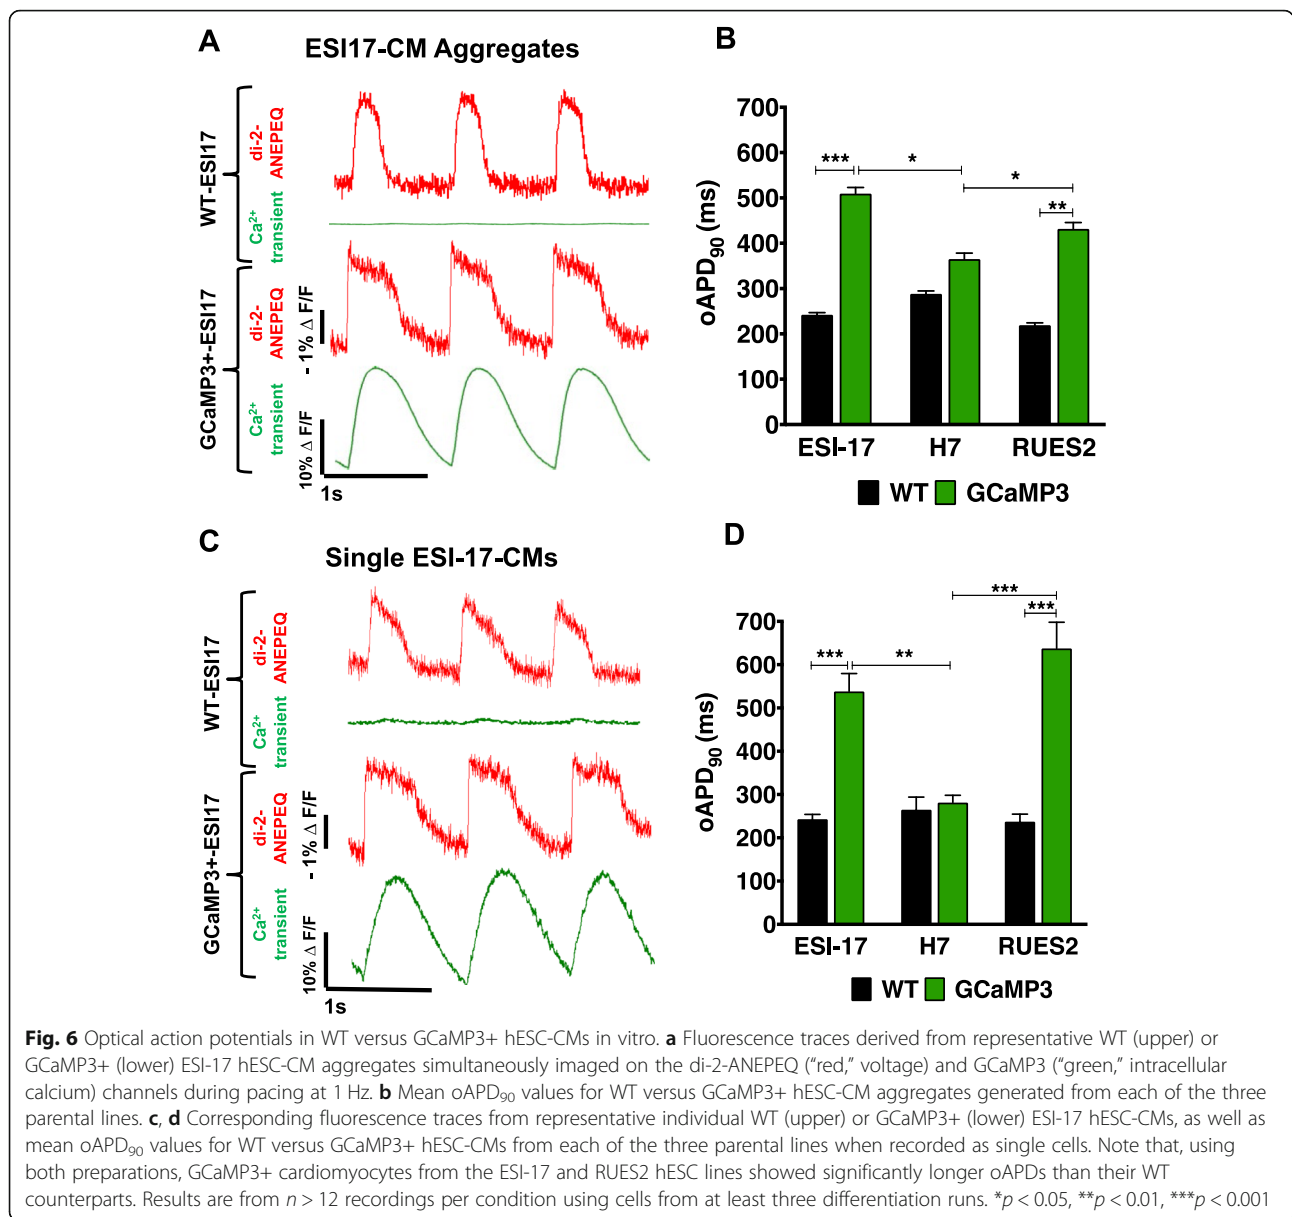 A
ESI17-CM Aggregates
WT-ESI17
di-2-
ANEPEQ
Ca²⁺
transient
GCaMP3+-ESI17
di-2-
ANEPEQ
Ca²⁺
transient
- 1% Δ F/F
10% Δ F/F
1s
B
oAPD₉₀ (ms)
700
600
500
400
300
200
100
0
***
*
*
**
ESI-17 H7 RUES2
WT GCaMP3
C
Single ESI-17-CMs
WT-ESI17
di-2-
ANEPEQ
Ca²⁺
transient
GCaMP3+-ESI17
di-2-
ANEPEQ
Ca²⁺
transient
- 1% Δ F/F
10% Δ F/F
1s
D
oAPD₉₀ (ms)
700
600
500
400
300
200
100
0
***
**
***
***
ESI-17 H7 RUES2
WT GCaMP3
Fig. 6 Optical action potentials in WT versus GCaMP3+ hESC-CMs in vitro. a Fluorescence traces derived from representative WT (upper) or
GCaMP3+ (lower) ESI-17 hESC-CM aggregates simultaneously imaged on the di-2-ANEPEQ (“red,” voltage) and GCaMP3 (“green,” intracellular
calcium) channels during pacing at 1 Hz. b Mean oAPD₉₀ values for WT versus GCaMP3+ hESC-CM aggregates generated from each of the three
parental lines. c, d Corresponding fluorescence traces from representative individual WT (upper) or GCaMP3+ (lower) ESI-17 hESC-CMs, as well as
mean oAPD₉₀ values for WT versus GCaMP3+ hESC-CMs from each of the three parental lines when recorded as single cells. Note that, using
both preparations, GCaMP3+ cardiomyocytes from the ESI-17 and RUES2 hESC lines showed significantly longer oAPDs than their WT
counterparts. Results are from n > 12 recordings per condition using cells from at least three differentiation runs. *p < 0.05, **p < 0.01, ***p < 0.001